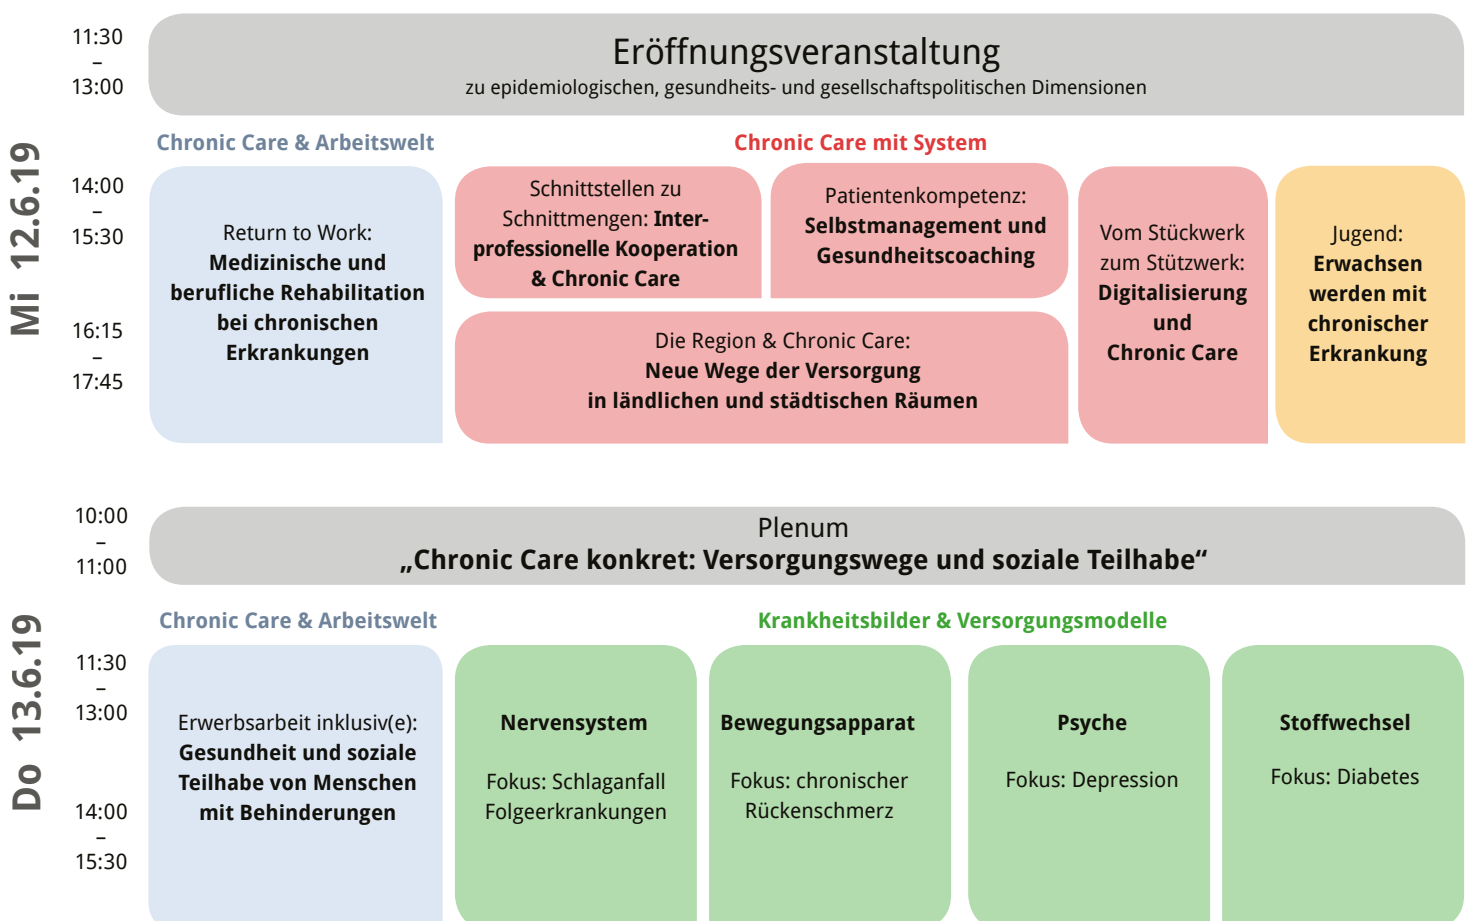 Mi 12.6.19
11:30
–
13:00
Eröffnungsveranstaltung
zu epidemiologischen, gesundheits- und gesellschaftspolitischen Dimensionen
Chronic Care & Arbeitswelt
Chronic Care mit System
14:00
–
15:30
16:15
–
17:45
Return to Work:
Medizinische und
berufliche Rehabilitation
bei chronischen
Erkrankungen
Schnittstellen zu
Schnittmengen: Inter-
professionelle Kooperation
& Chronic Care
Patientenkompetenz:
Selbstmanagement und
Gesundheitscoaching
Die Region & Chronic Care:
Neue Wege der Versorgung
in ländlichen und städtischen Räumen
Vom Stückwerk
zum Stützwerk:
Digitalisierung
und
Chronic Care
Jugend:
Erwachsen
werden mit
chronischer
Erkrankung
Do 13.6.19
10:00
–
11:00
Plenum
„Chronic Care konkret: Versorgungswege und soziale Teilhabe“
Chronic Care & Arbeitswelt
Krankheitsbilder & Versorgungsmodelle
11:30
–
13:00
14:00
–
15:30
Erwerbsarbeit inklusiv(e):
Gesundheit und soziale
Teilhabe von Menschen
mit Behinderungen
Nervensystem
Fokus: Schlaganfall
Folgeerkrankungen
Bewegungsapparat
Fokus: chronischer
Rückenschmerz
Psyche
Fokus: Depression
Stoffwechsel
Fokus: Diabetes